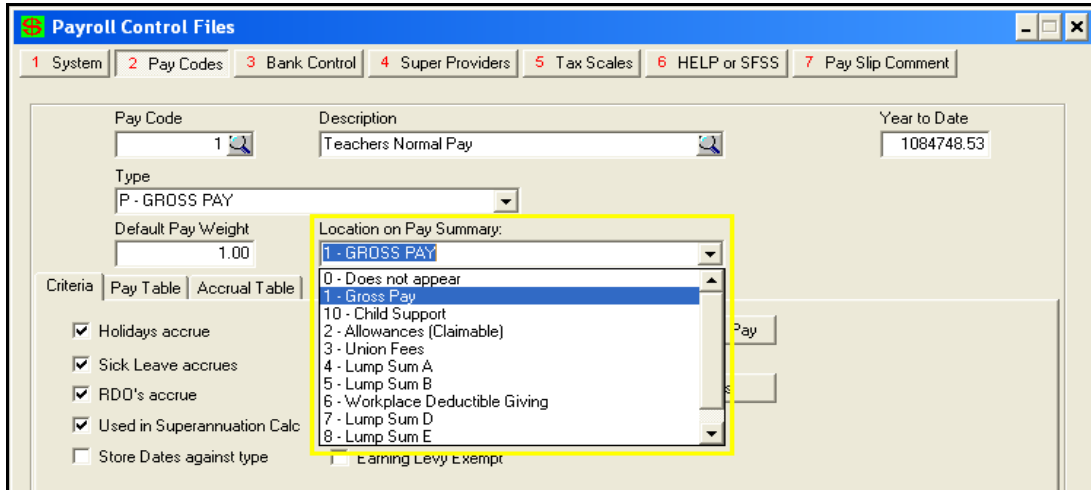 Payroll Control Files
1 System 2 Pay Codes 3 Bank Control 4 Super Providers 5 Tax Scales 6 HELP or SFSS 7 Pay Slip Comment
Pay Code Description Year to Date
1 Teachers Normal Pay 1084748.53
Type
P - GROSS PAY
Default Pay Weight Location on Pay Summary:
1.00 1 - GROSS PAY
0 - Does not appear
Criteria Pay Table Accrual Table 1 - Gross Pay
10 - Child Support
Holidays accrue 2 - Allowances (Claimable) Pay
3 - Union Fees
Sick Leave accrues 4 - Lump Sum A
5 - Lump Sum B
RDO's accrue 6 - Workplace Deductible Giving
7 - Lump Sum D
Used in Superannuation Calc 8 - Lump Sum E
Store Dates against type Earning Levy Exempt